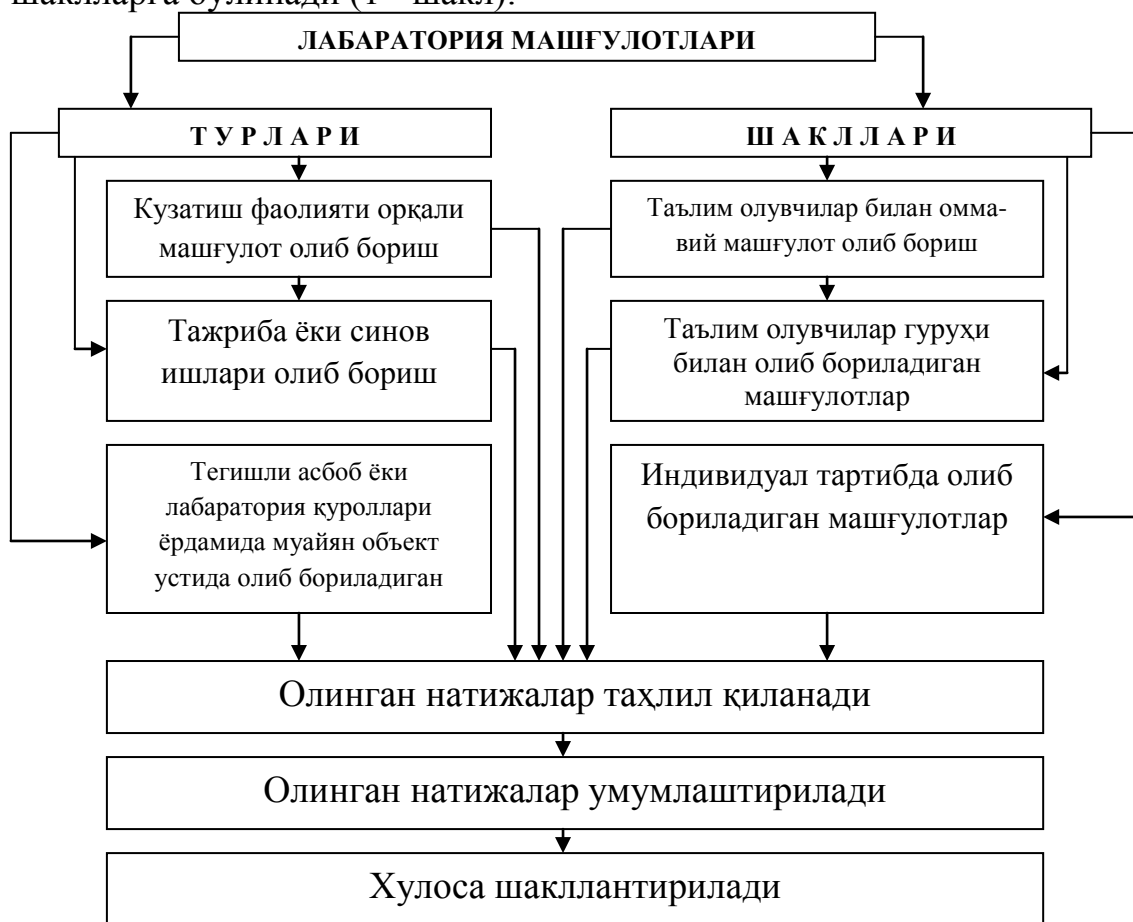 шаклларга бўлинади (1 - шакл).
ЛАБАРАТОРИЯ МАШҒУЛОТЛАРИ
Т У Р Л А Р И
Ш А К Л Л А Р И
Кузатиш фаолияти орқали
машғулот олиб бориш
Таълим олувчилар билан омма-
вий машғулот олиб бориш
Тажриба ёки синов
ишлари олиб бориш
Таълим олувчилар гуруҳи
билан олиб бориладиган
машғулотлар
Тегишли асбоб ёки
лабаратория қуроллари
ёрдамида муайян объект
устида олиб бориладиган
Индивидуал тартибда олиб
бориладиган машғулотлар
Олинган натижалар таҳлил қиланади
Олинган натижалар умумлаштирилади
Хулоса шакллантирилади